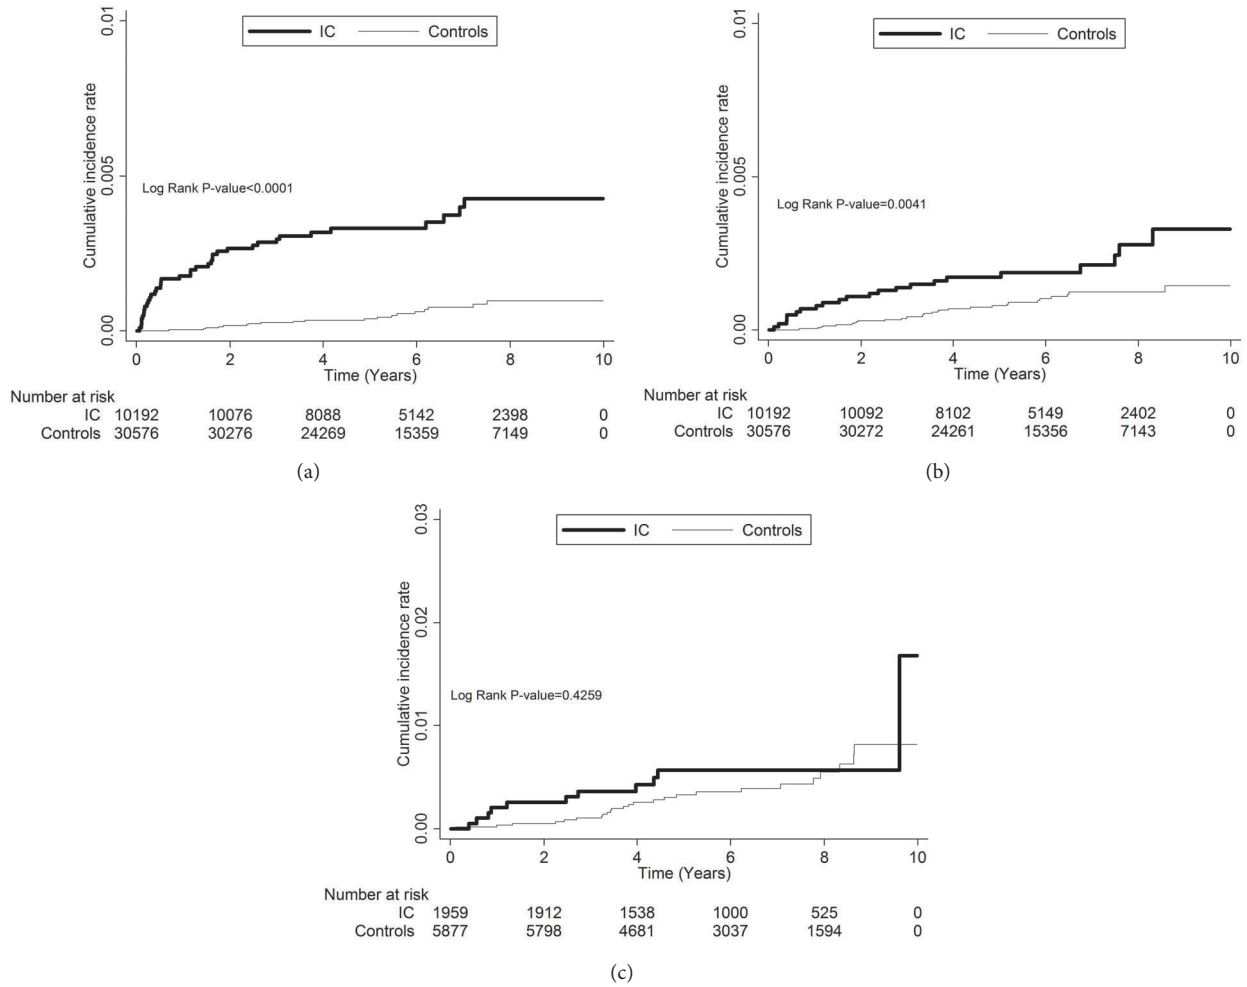 IC Controls
Cumulative incidence rate
0.01
0.005
0.00
Log Rank P-value<0.0001
0 2 4 6 8 10
Time (Years)
Number at risk
IC 10192 10076 8088 5142 2398 0
Controls 30576 30276 24269 15359 7149 0
(a)
IC Controls
Cumulative incidence rate
0.01
0.005
0.00
Log Rank P-value=0.0041
0 2 4 6 8 10
Time (Years)
Number at risk
IC 10192 10092 8102 5149 2402 0
Controls 30576 30272 24261 15356 7143 0
(b)
IC Controls
Cumulative incidence rate
0.03
0.02
0.01
0.00
Log Rank P-value=0.4259
0 2 4 6 8 10
Time (Years)
Number at risk
IC 1959 1912 1538 1000 525 0
Controls 5877 5798 4681 3037 1594 0
(c)